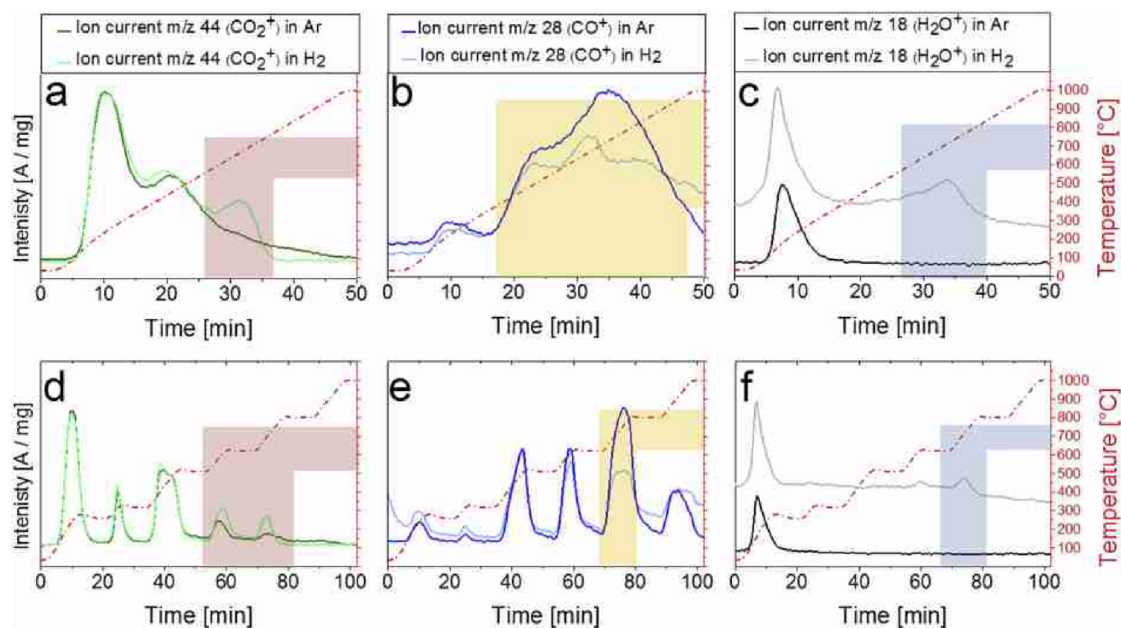 Ion current m/z 44 (CO₂⁺) in Ar
Ion current m/z 44 (CO₂⁺) in H₂
Ion current m/z 28 (CO⁺) in Ar
Ion current m/z 28 (CO⁺) in H₂
Ion current m/z 18 (H₂O⁺) in Ar
Ion current m/z 18 (H₂O⁺) in H₂
a
b
c
Intenisty [A / mg]
1000
900
800
700
600
500
400
300
200
100
0
Temperature [°C]
0 10 20 30 40 50
0 10 20 30 40 50
0 10 20 30 40 50
Time [min]
Time [min]
Time [min]
d
e
f
Intenisty [A / mg]
1000
900
800
700
600
500
400
300
200
100
Temperature [°C]
0 20 40 60 80 100
0 20 40 60 80 100
0 20 40 60 80 100
Time [min]
Time [min]
Time [min]